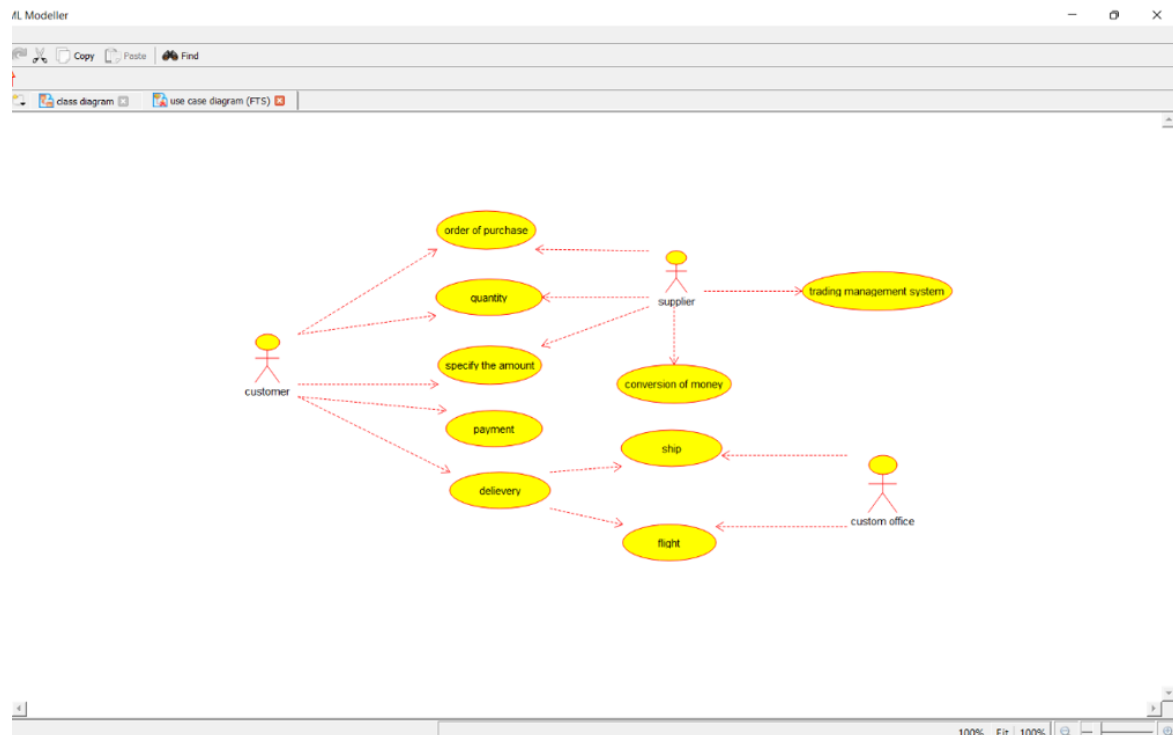 ML Modeller
Copy Paste Find
class diagram use case diagram (FTS)
order of purchase
supplier
trading management system
quantity
customer
specify the amount
conversion of money
payment
ship
delievery
custom office
flight
100% Fit 100%